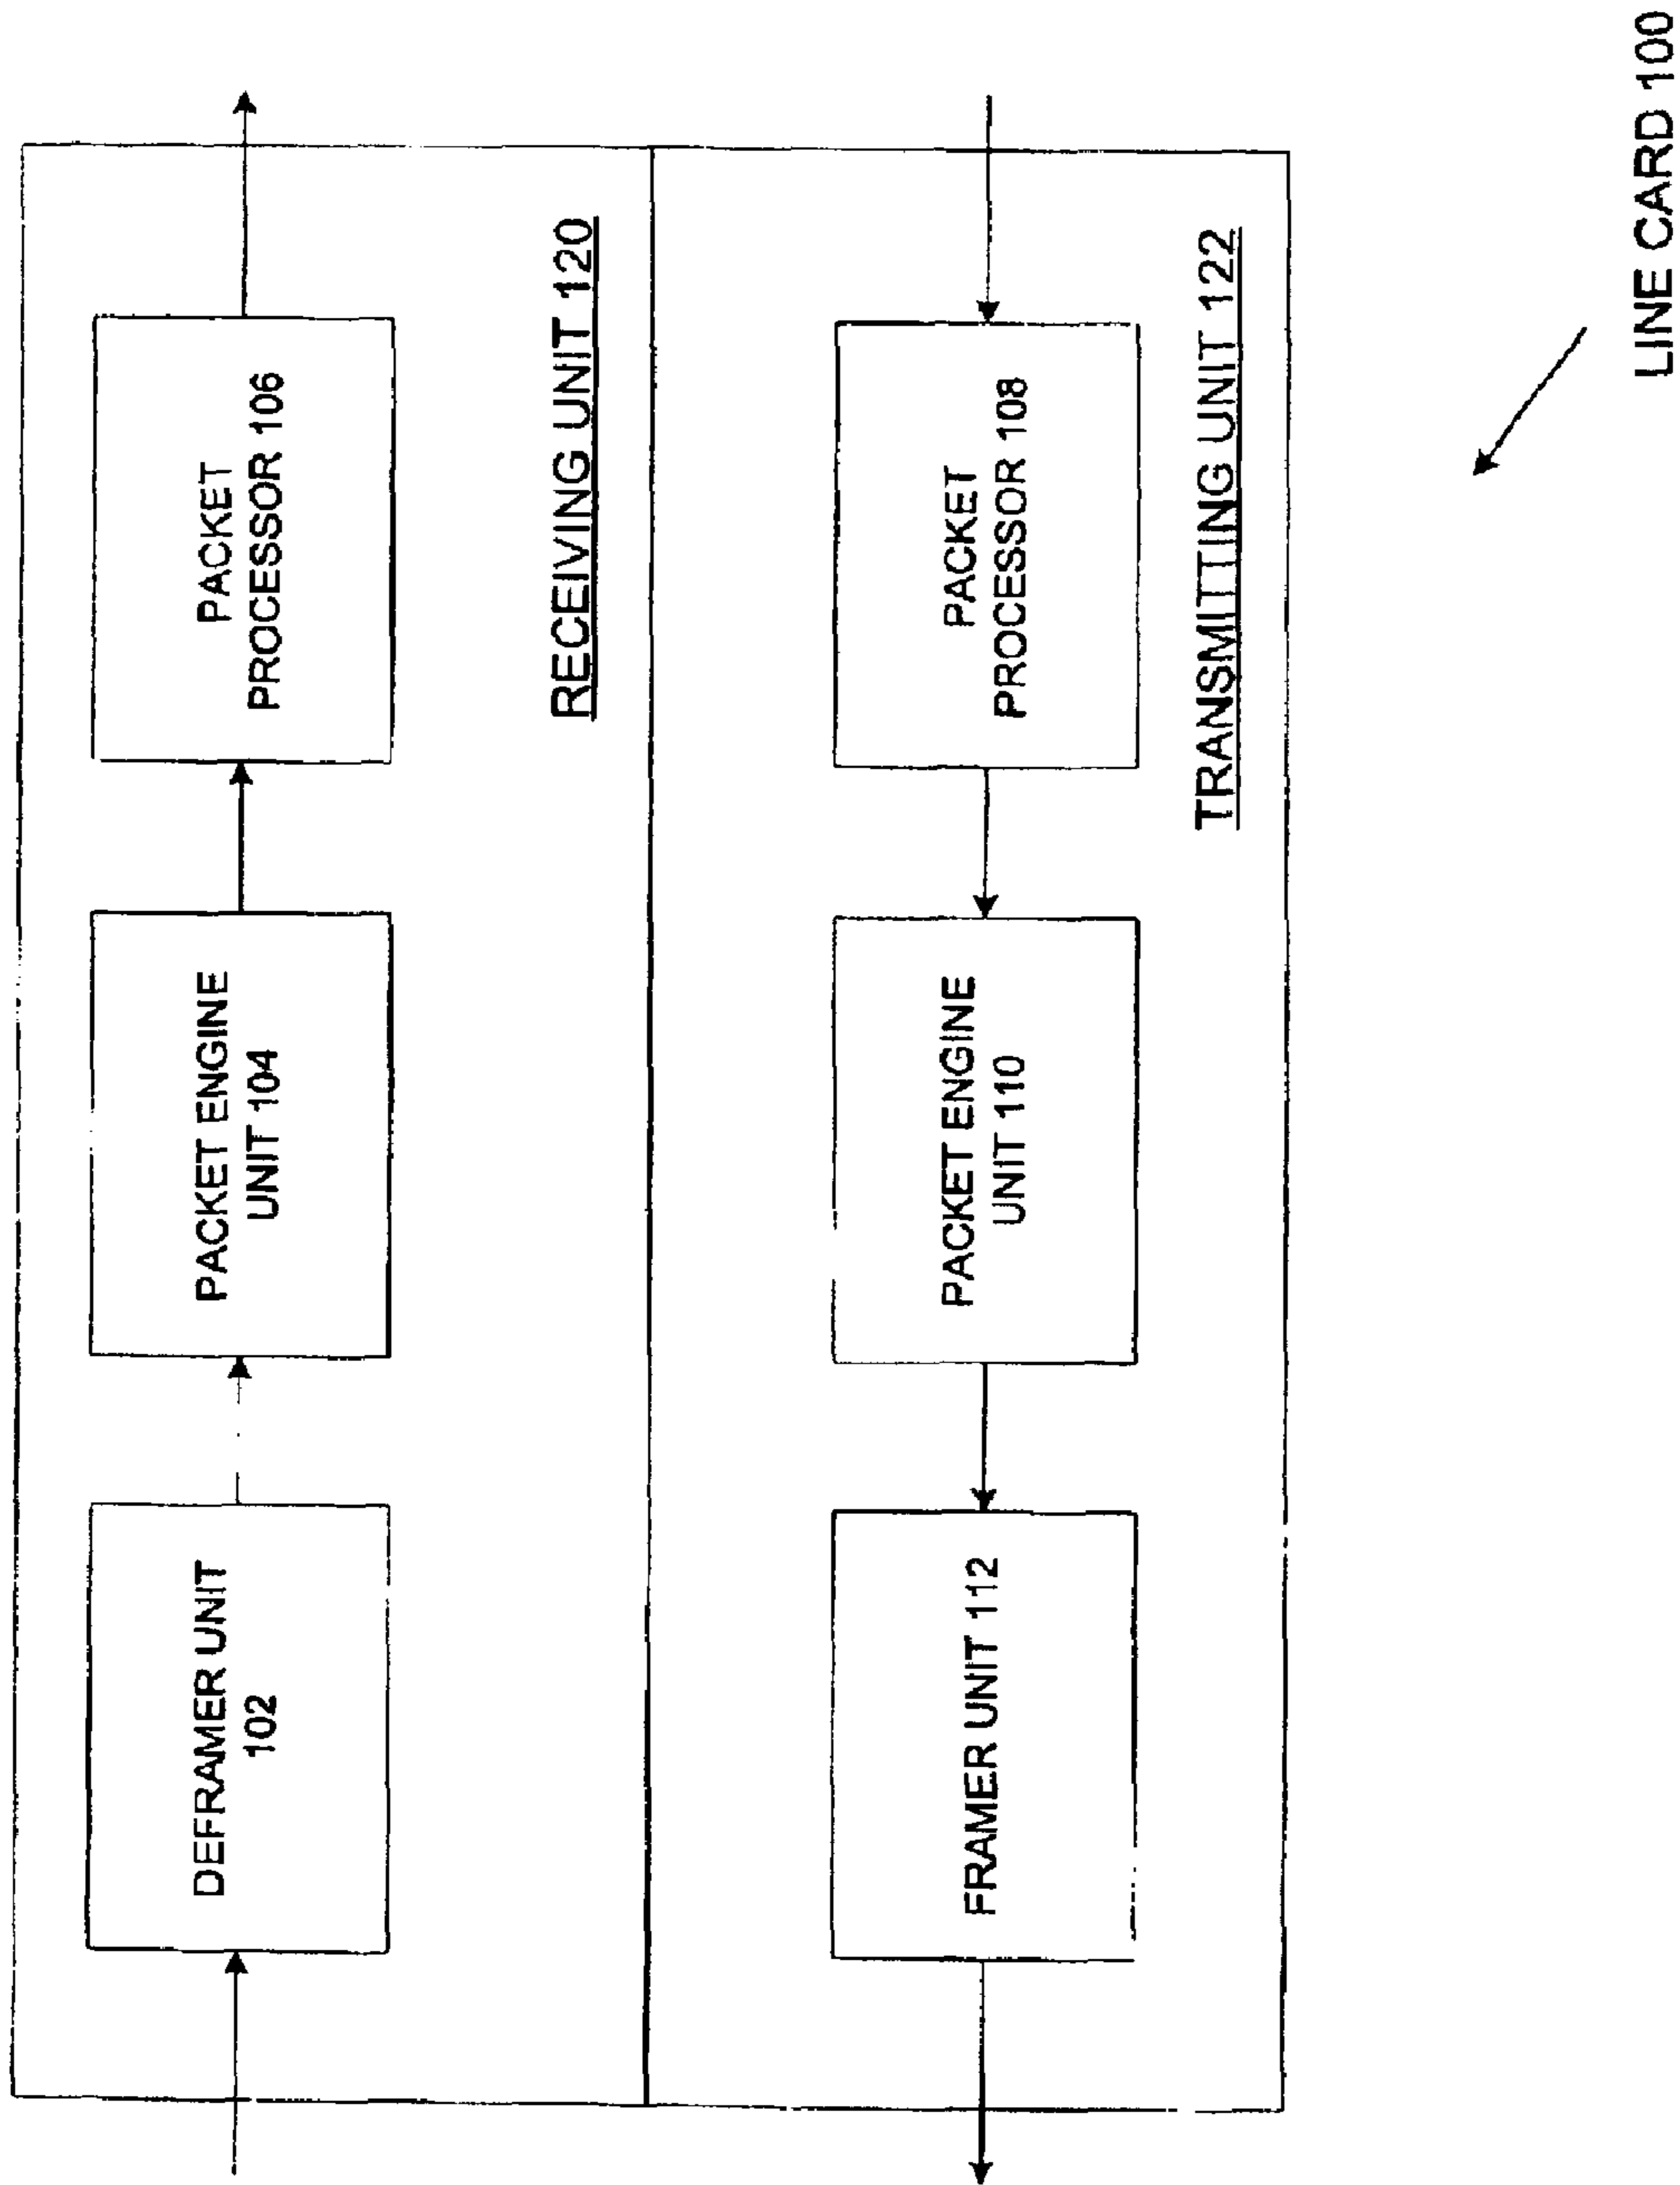 DEFRAMER UNIT
102
PACKET ENGINE
UNIT 104
PACKET
PROCESSOR 106
RECEIVING UNIT 120
FRAMER UNIT 112
PACKET ENGINE
UNIT 110
PACKET
PROCESSOR 108
TRANSMITTING UNIT 122
LINE CARD 100